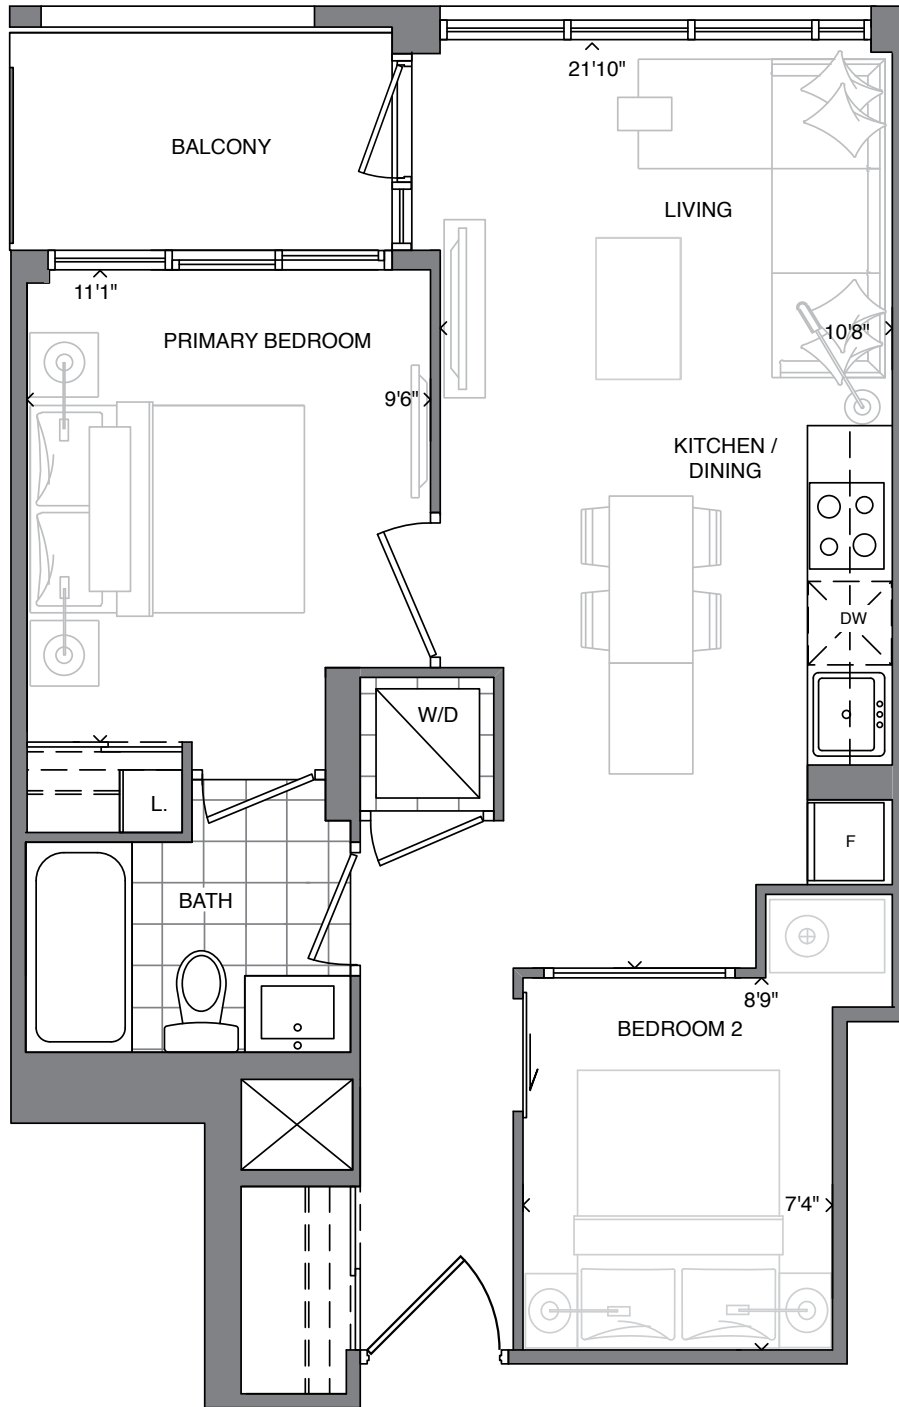 21'10"
BALCONY
LIVING
11'1"
PRIMARY BEDROOM
10'8"
9'6"
KITCHEN /
DINING
DW
W/D
L.
F
BATH
8'9"
BEDROOM 2
7'4"